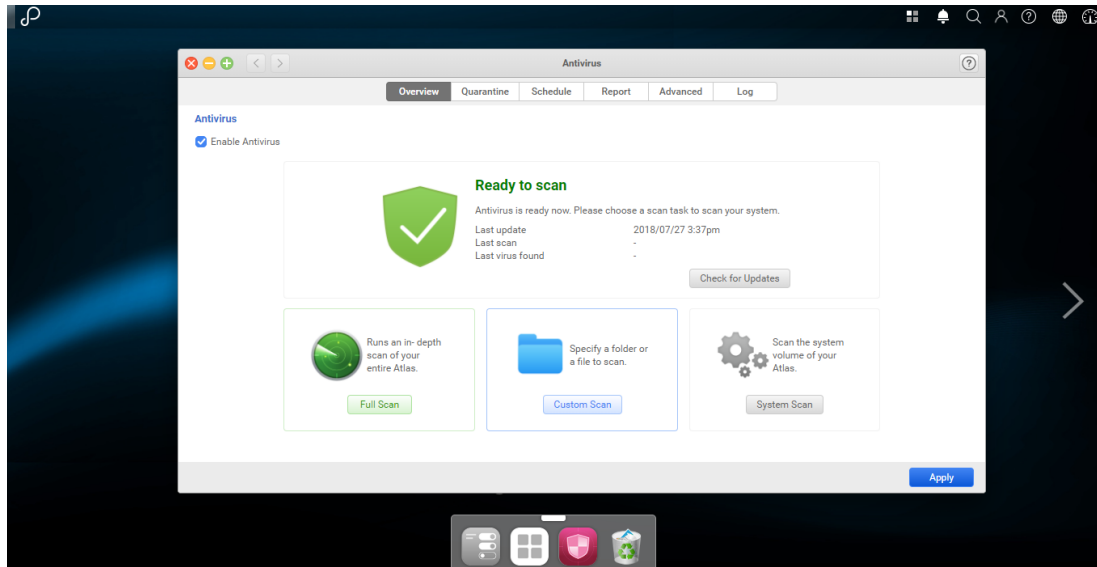 Antivirus
Overview Quarantine Schedule Report Advanced Log
Antivirus
Enable Antivirus
Ready to scan
Antivirus is ready now. Please choose a scan task to scan your system.
Last update 2018/07/27 3:37pm
Last scan -
Last virus found -
Check for Updates
Runs an in- depth
scan of your
entire Atlas.
Full Scan
Specify a folder or
a file to scan.
Custom Scan
Scan the system
volume of your
Atlas.
System Scan
Apply